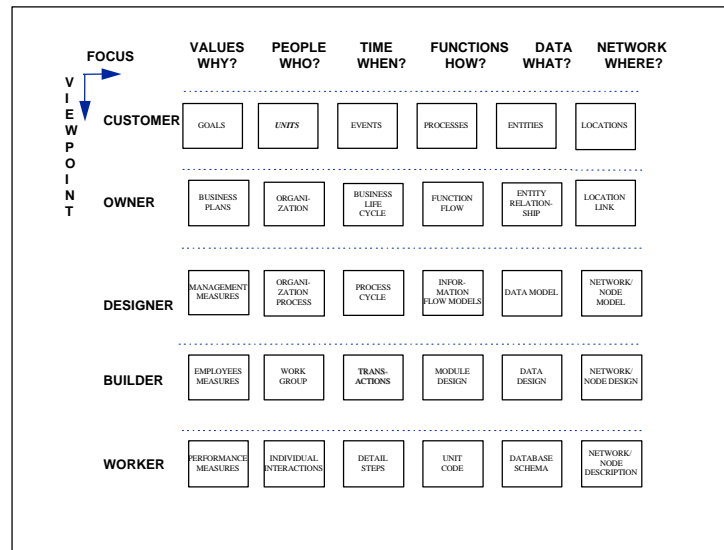 FOCUS
VALUES PEOPLE TIME FUNCTIONS DATA NETWORK
WHY? WHO? WHEN? HOW? WHAT? WHERE?
VIEWPOINT
CUSTOMER
GOALS
UNITS
EVENTS
PROCESSES
ENTITIES
LOCATIONS
OWNER
BUSINESS
PLANS
ORGANI-
ZATION
BUSINESS
LIFE
CYCLE
FUNCTION
FLOW
ENTITY
RELATION-
SHIP
LOCATION
LINK
DESIGNER
MANAGEMENT
MEASURES
ORGANI-
ZATION
PROCESS
PROCESS
CYCLE
INFOR-
MATION
FLOW MODELS
DATA MODEL
NETWORK/
NODE
MODEL
BUILDER
EMPLOYEES
MEASURES
WORK
GROUP
TRANS-
ACTIONS
MODULE
DESIGN
DATA
DESIGN
NETWORK/
NODE DESIGN
WORKER
PERFORMANCE
MEASURES
INDIVIDUAL
INTERACTIONS
DETAIL
STEPS
UNIT
CODE
DATABASE
SCHEMA
NETWORK/
NODE
DESCRIPTION